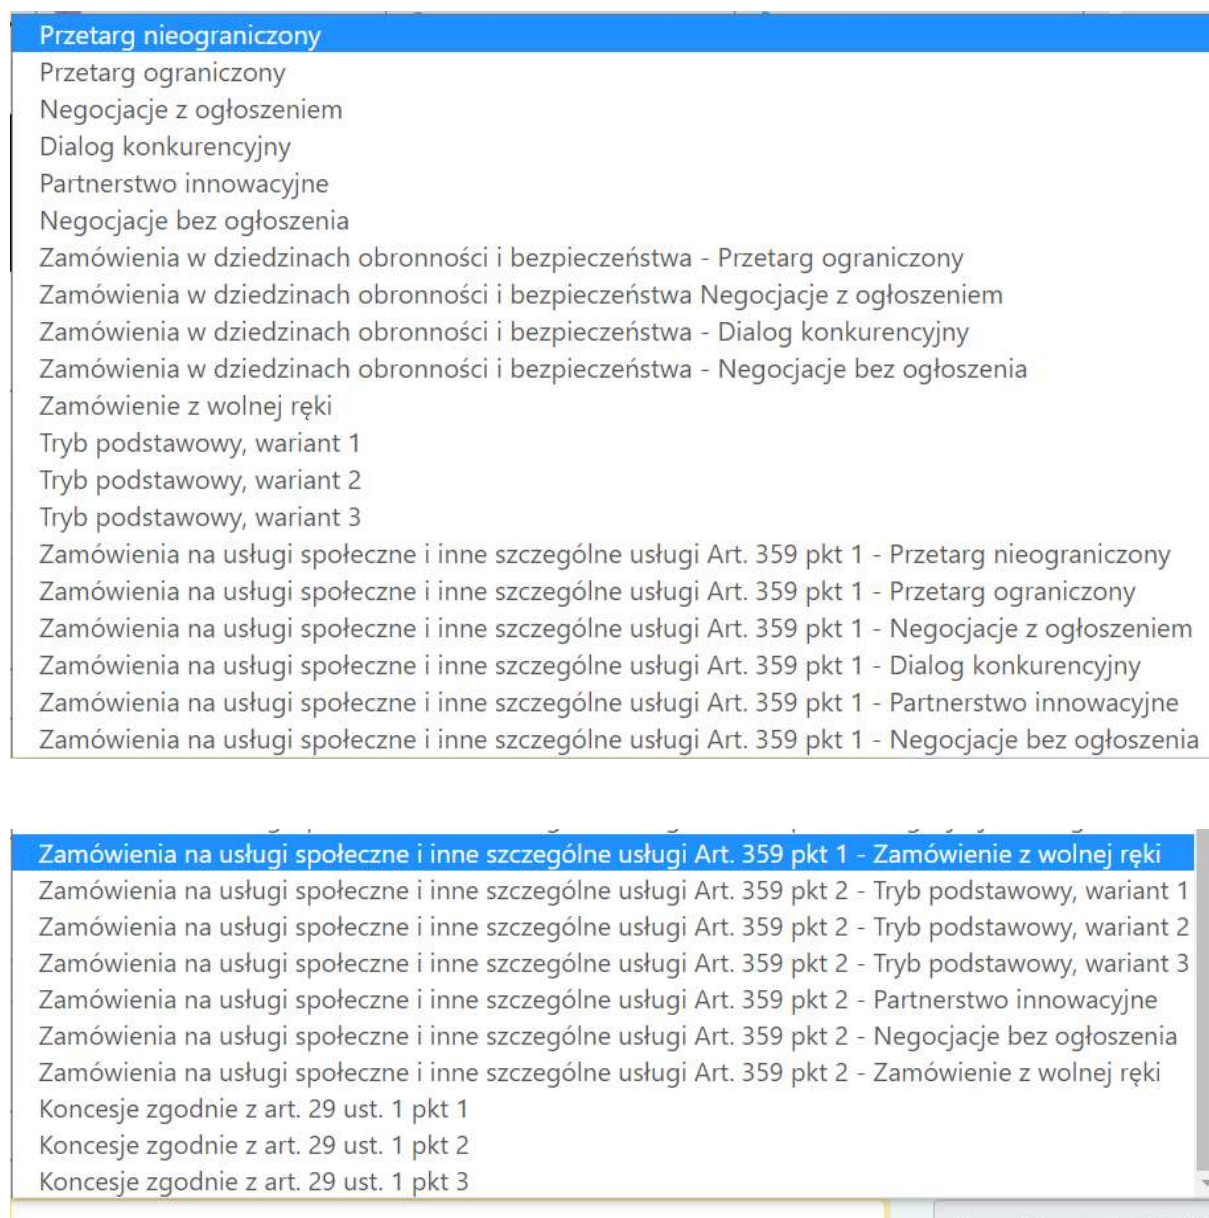 Przetarg nieograniczony
Przetarg ograniczony
Negocjacje z ogłoszeniem
Dialog konkurencyjny
Partnerstwo innowacyjne
Negocjacje bez ogłoszenia
Zamówienia w dziedzinach obronności i bezpieczeństwa - Przetarg ograniczony
Zamówienia w dziedzinach obronności i bezpieczeństwa Negocjacje z ogłoszeniem
Zamówienia w dziedzinach obronności i bezpieczeństwa - Dialog konkurencyjny
Zamówienia w dziedzinach obronności i bezpieczeństwa - Negocjacje bez ogłoszenia
Zamówienie z wolnej ręki
Tryb podstawowy, wariant 1
Tryb podstawowy, wariant 2
Tryb podstawowy, wariant 3
Zamówienia na usługi społeczne i inne szczególne usługi Art. 359 pkt 1 - Przetarg nieograniczony
Zamówienia na usługi społeczne i inne szczególne usługi Art. 359 pkt 1 - Przetarg ograniczony
Zamówienia na usługi społeczne i inne szczególne usługi Art. 359 pkt 1 - Negocjacje z ogłoszeniem
Zamówienia na usługi społeczne i inne szczególne usługi Art. 359 pkt 1 - Dialog konkurencyjny
Zamówienia na usługi społeczne i inne szczególne usługi Art. 359 pkt 1 - Partnerstwo innowacyjne
Zamówienia na usługi społeczne i inne szczególne usługi Art. 359 pkt 1 - Negocjacje bez ogłoszenia
Zamówienia na usługi społeczne i inne szczególne usługi Art. 359 pkt 1 - Zamówienie z wolnej ręki
Zamówienia na usługi społeczne i inne szczególne usługi Art. 359 pkt 2 - Tryb podstawowy, wariant 1
Zamówienia na usługi społeczne i inne szczególne usługi Art. 359 pkt 2 - Tryb podstawowy, wariant 2
Zamówienia na usługi społeczne i inne szczególne usługi Art. 359 pkt 2 - Tryb podstawowy, wariant 3
Zamówienia na usługi społeczne i inne szczególne usługi Art. 359 pkt 2 - Partnerstwo innowacyjne
Zamówienia na usługi społeczne i inne szczególne usługi Art. 359 pkt 2 - Negocjacje bez ogłoszenia
Zamówienia na usługi społeczne i inne szczególne usługi Art. 359 pkt 2 - Zamówienie z wolnej ręki
Koncesje zgodnie z art. 29 ust. 1 pkt 1
Koncesje zgodnie z art. 29 ust. 1 pkt 2
Koncesje zgodnie z art. 29 ust. 1 pkt 3